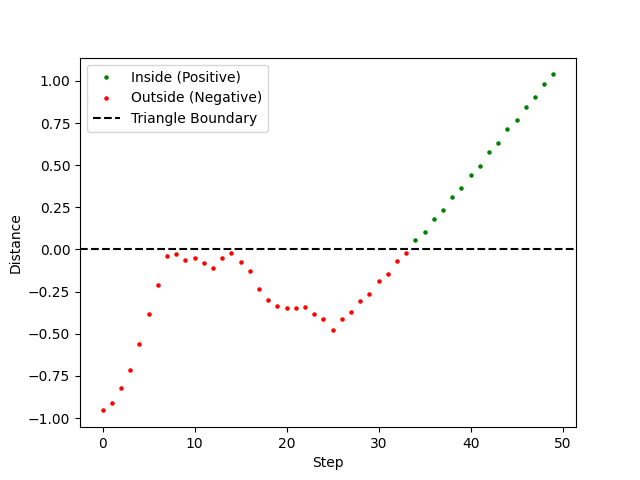 Inside (Positive)
Outside (Negative)
Triangle Boundary
1.00
0.75
0.50
0.25
0.00
−0.25
−0.50
−0.75
−1.00
Distance
0 10 20 30 40 50
Step